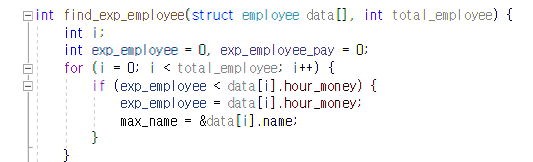 int find_exp_employee(struct employee data[], int total_employee) {
int i;
int exp_employee = 0, exp_employee_pay = 0;
for (i = 0; i < total_employee; i++) {
if (exp_employee < data[i].hour_money) {
exp_employee = data[i].hour_money;
max_name = &data[i].name;
}
}